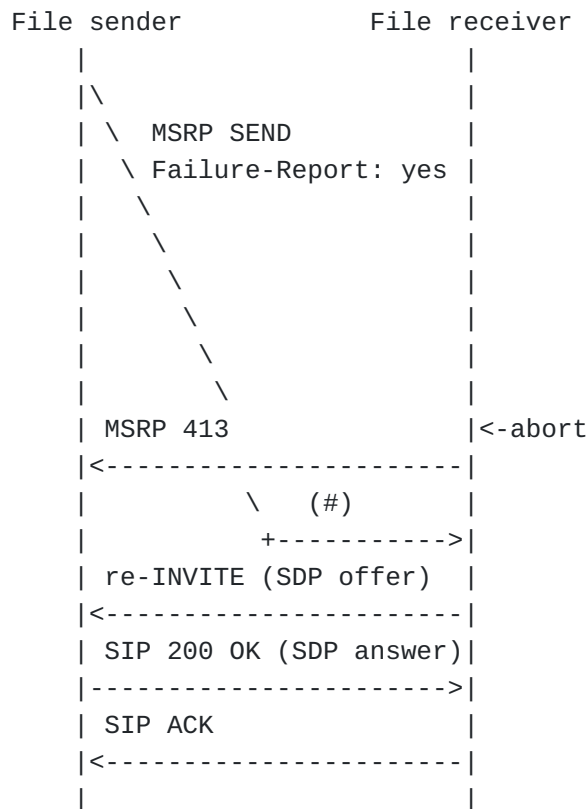 File sender File receiver
MSRP SEND
Failure-Report: yes
MSRP 413 <-abort
(#)
re-INVITE (SDP offer)
SIP 200 OK (SDP answer)
SIP ACK